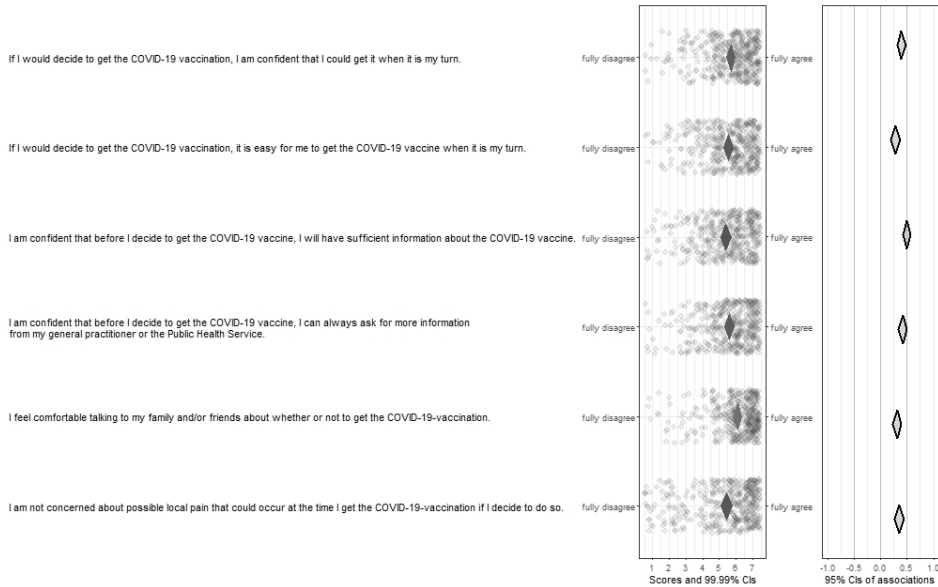 If I would decide to get the COVID-19 vaccination, I am confident that I could get it when it is my turn.
fully disagree
fully agree
If I would decide to get the COVID-19 vaccination, it is easy for me to get the COVID-19 vaccine when it is my turn.
fully disagree
fully agree
I am confident that before I decide to get the COVID-19 vaccine, I will have sufficient information about the COVID-19 vaccine.
fully disagree
fully agree
I am confident that before I decide to get the COVID-19 vaccine, I can always ask for more information
from my general practitioner or the Public Health Service.
fully disagree
fully agree
I feel comfortable talking to my family and/or friends about whether or not to get the COVID-19-vaccination.
fully disagree
fully agree
I am not concerned about possible local pain that could occur at the time I get the COVID-19-vaccination if I decide to do so.
fully disagree
fully agree
1 2 3 4 5 6 7
Scores and 99.99% CIs
-1.0 -0.5 0.0 0.5 1.0
95% CIs of associations